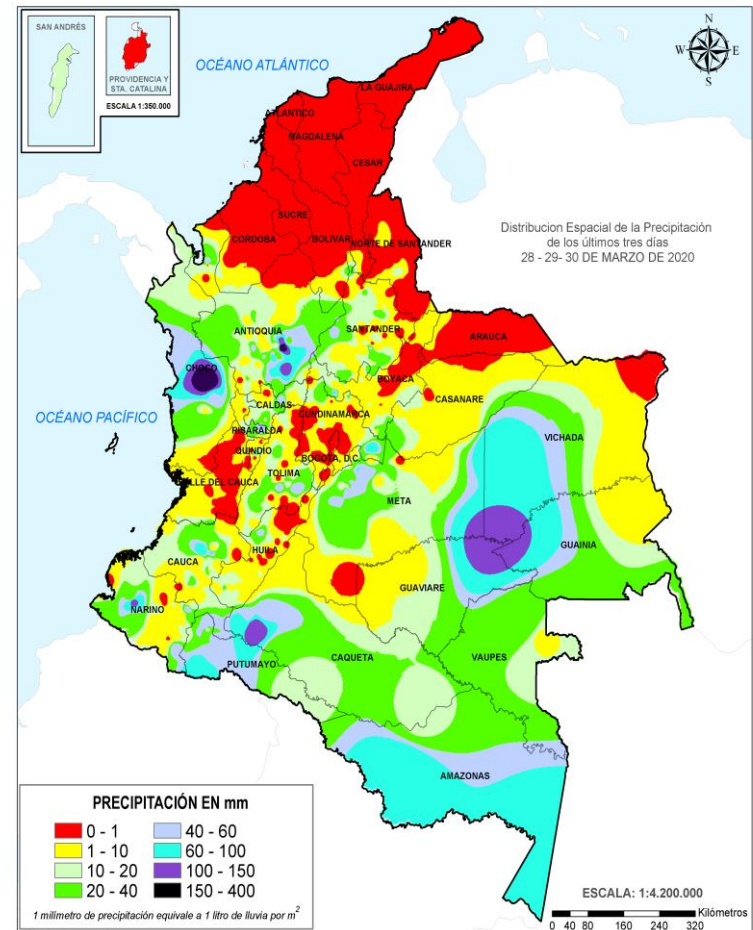 SAN ANDRÉS
PROVIDENCIA Y
STA. CATALINA
ESCALA 1:350.000
OCÉANO ATLÁNTICO
N
W E
S
LA GUAJIRA
ATLANTICO
MAGDALENA
CESAR
SUCRE
CORDOBA
BOLIVAR
NORTE DE SANTANDER
Distribucion Espacial de la Precipitación
de los últimos tres días
28 - 29- 30 DE MARZO DE 2020
ANTIOQUIA
SANTANDER
ARAUCA
CHOCO
BOYACA
CASANARE
CALDAS
CUNDINAMARCA
OCÉANO PACÍFICO
RISARALDA
VICHADA
QUINDIO
BOGOTA, D.C.
TOLIMA
VALLE DEL CAUCA
META
GUAINIA
CAUCA
HUILA
GUAVIARE
NARIÑO
PUTUMAYO
CAQUETA
VAUPES
AMAZONAS
PRECIPITACIÓN EN mm
0 - 1 40 - 60
1 - 10 60 - 100
10 - 20 100 - 150
20 - 40 150 - 400
1 milímetro de precipitación equivale a 1 litro de lluvia por m²
ESCALA: 1:4.200.000
Kilómetros
0 40 80 160 240 320